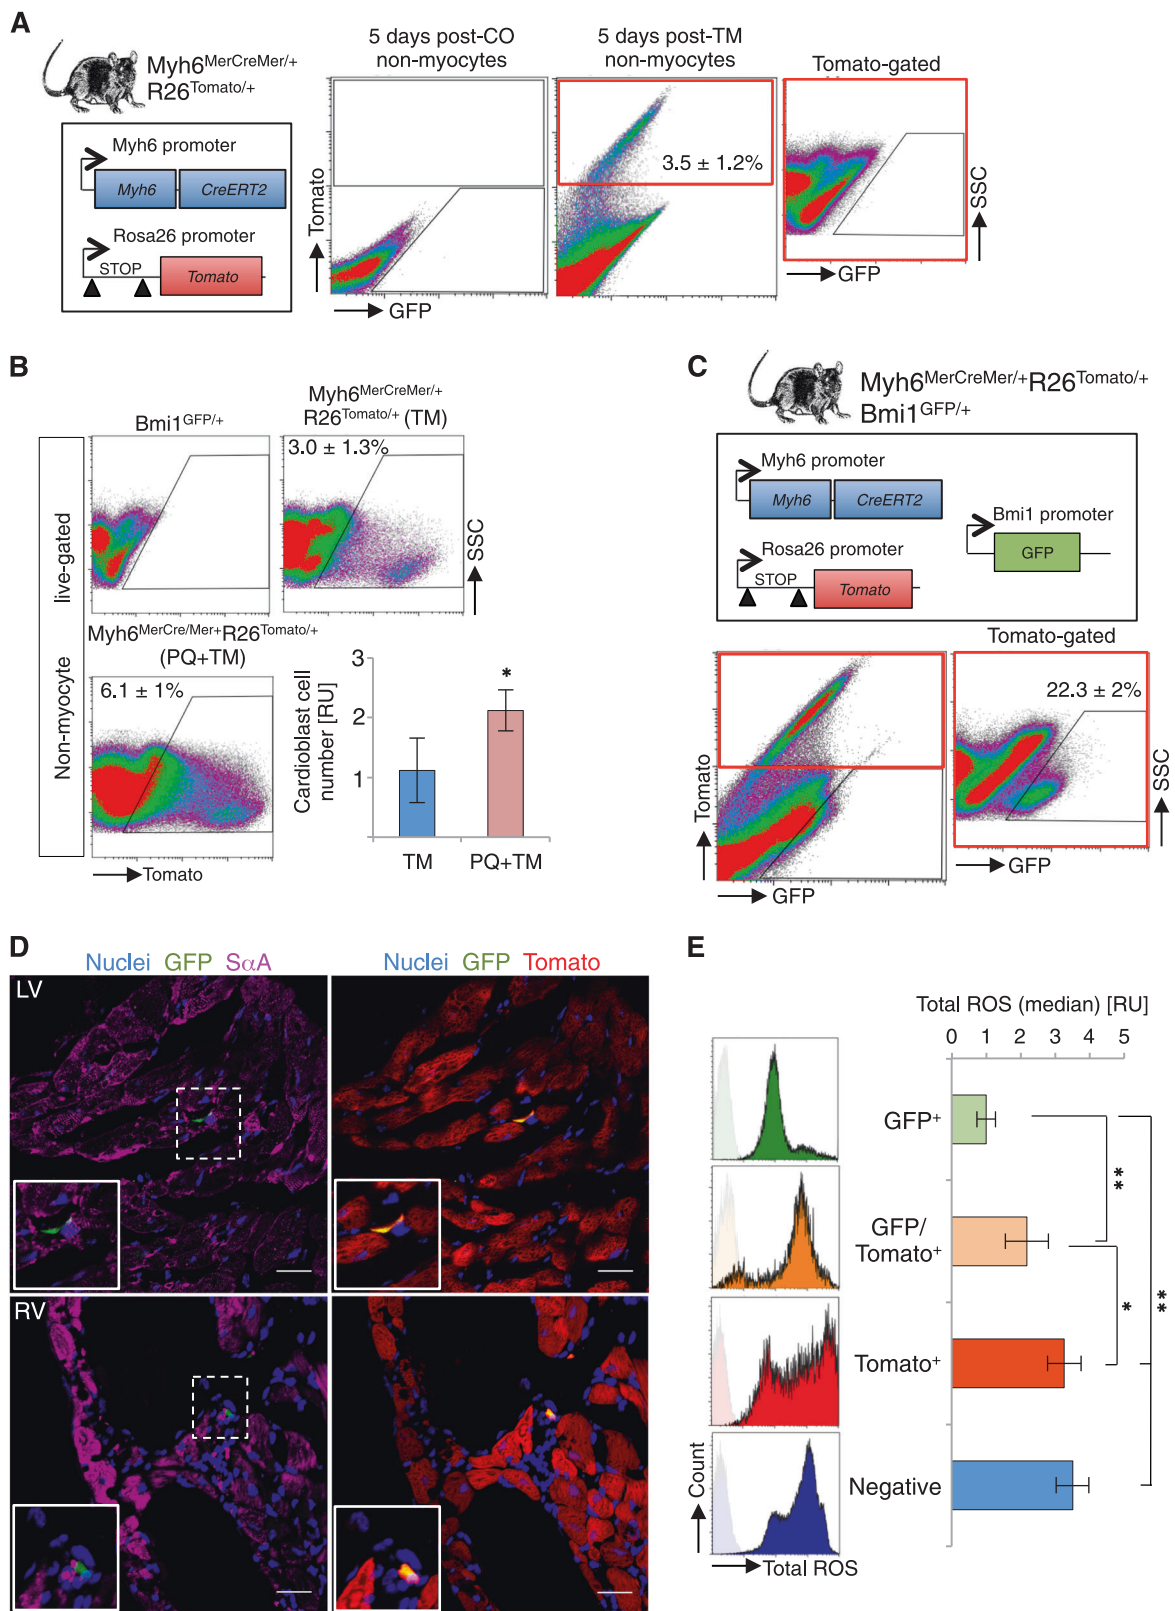 A
Myh6MerCreMer/+
R26Tomato/+
Myh6 promoter
Myh6
CreERT2
Rosa26 promoter
STOP
Tomato
5 days post-CO
non-myocytes
5 days post-TM
non-myocytes
Tomato-gated
3.5 ± 1.2%
Tomato
GFP
GFP
SSC
B
Bmi1GFP/+
Myh6MerCreMer/+
R26Tomato/+ (TM)
3.0 ± 1.3%
SSC
live-gated
Non-myocyte
Myh6MerCre/Mer+R26Tomato/+
(PQ+TM)
6.1 ± 1%
Tomato
Cardioblast cell
number [RU]
3
2
1
0
*
TM
PQ+TM
C
Myh6MerCreMer/+R26Tomato/+
Bmi1GFP/+
Myh6 promoter
Myh6
CreERT2
Bmi1 promoter
GFP
Rosa26 promoter
STOP
Tomato
Tomato-gated
22.3 ± 2%
Tomato
GFP
GFP
SSC
D
Nuclei GFP SαA
Nuclei GFP Tomato
LV
RV
E
Total ROS (median) [RU]
0 1 2 3 4 5
GFP+
GFP/
Tomato+
Tomato+
Negative
**
*
**
Count
Total ROS